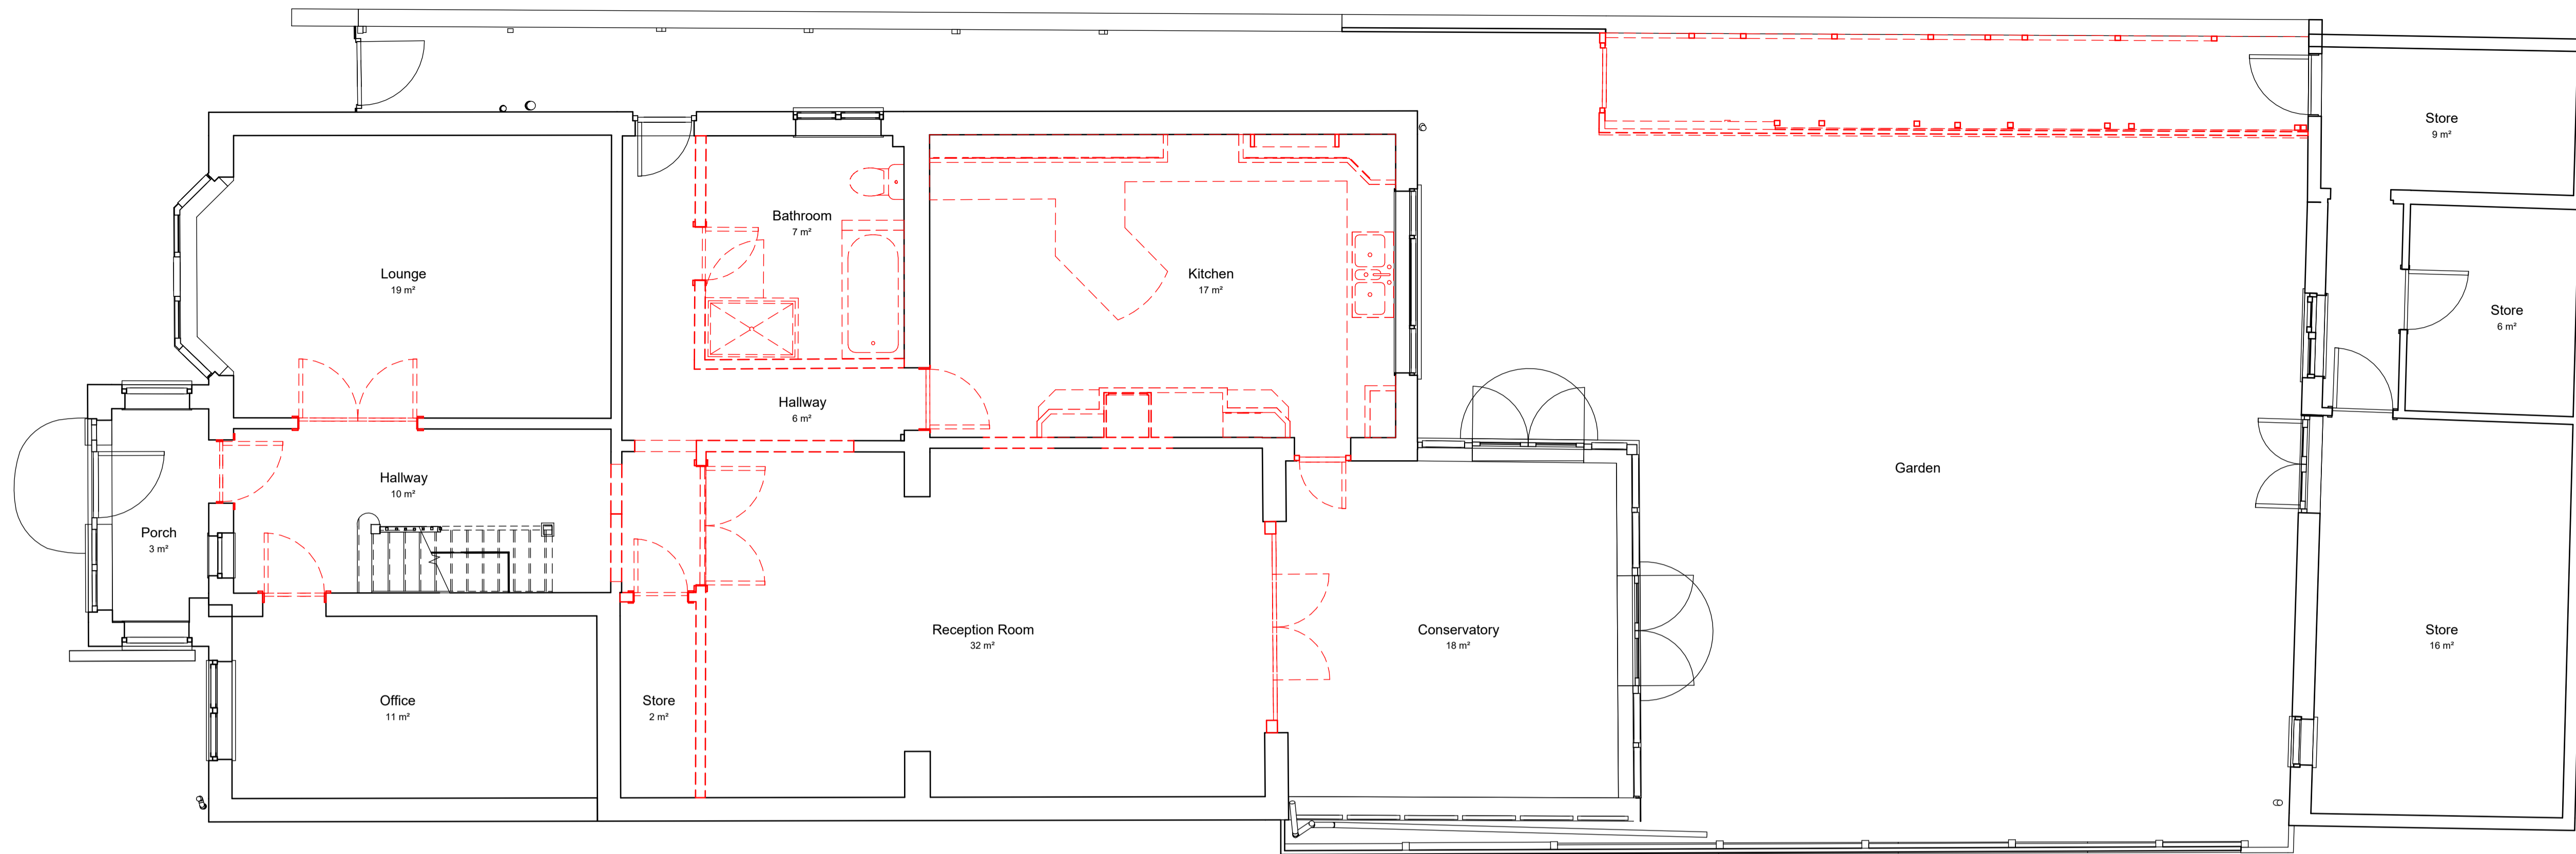 Store
9 m²
Bathroom
7 m²
Lounge
19 m²
Kitchen
17 m²
Store
6 m²
Hallway
6 m²
Garden
Hallway
10 m²
Porch
3 m²
Reception Room
32 m²
Conservatory
18 m²
Store
16 m²
Office
11 m²
Store
2 m²